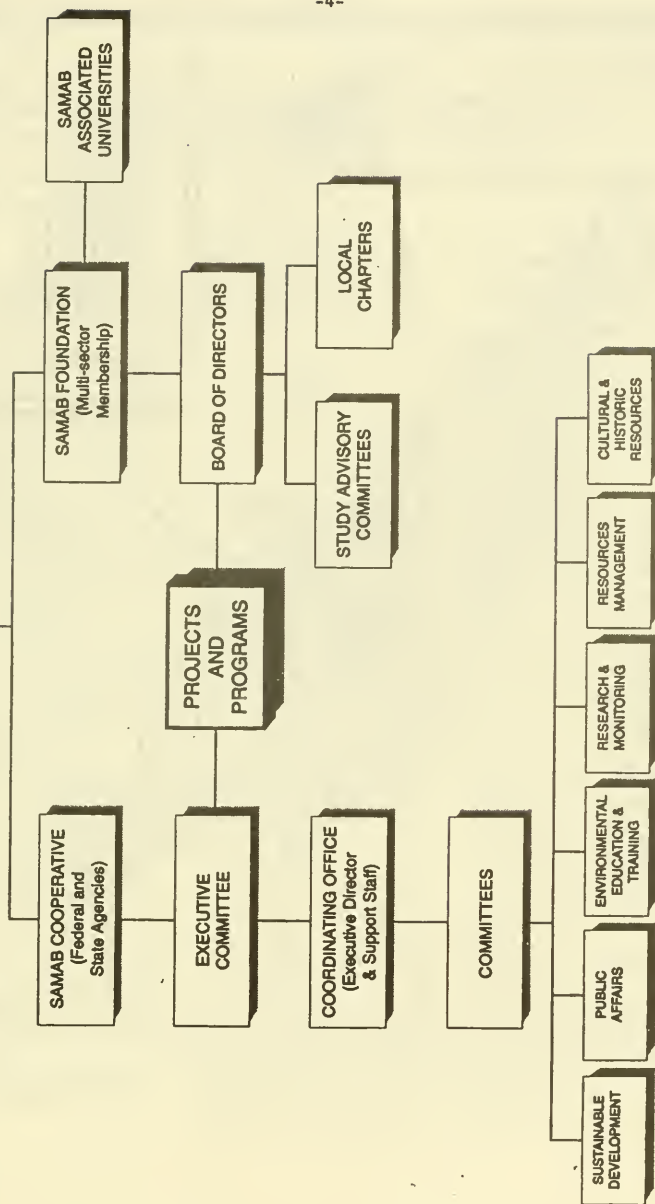 -4-
SAMAB COOPERATIVE
(Federal and
State Agencies)
SAMAB FOUNDATION
(Multi-sector
Membership)
SAMAB
ASSOCIATED
UNIVERSITIES
EXECUTIVE
COMMITTEE
PROJECTS
AND
PROGRAMS
BOARD OF DIRECTORS
COORDINATING OFFICE
(Executive Director
& Support Staff)
STUDY ADVISORY
COMMITTEES
LOCAL
CHAPTERS
COMMITTEES
SUSTAINABLE
DEVELOPMENT
PUBLIC
AFFAIRS
ENVIRONMENTAL
EDUCATION &
TRAINING
RESEARCH &
MONITORING
RESOURCES
MANAGEMENT
CULTURAL &
HISTORIC
RESOURCES